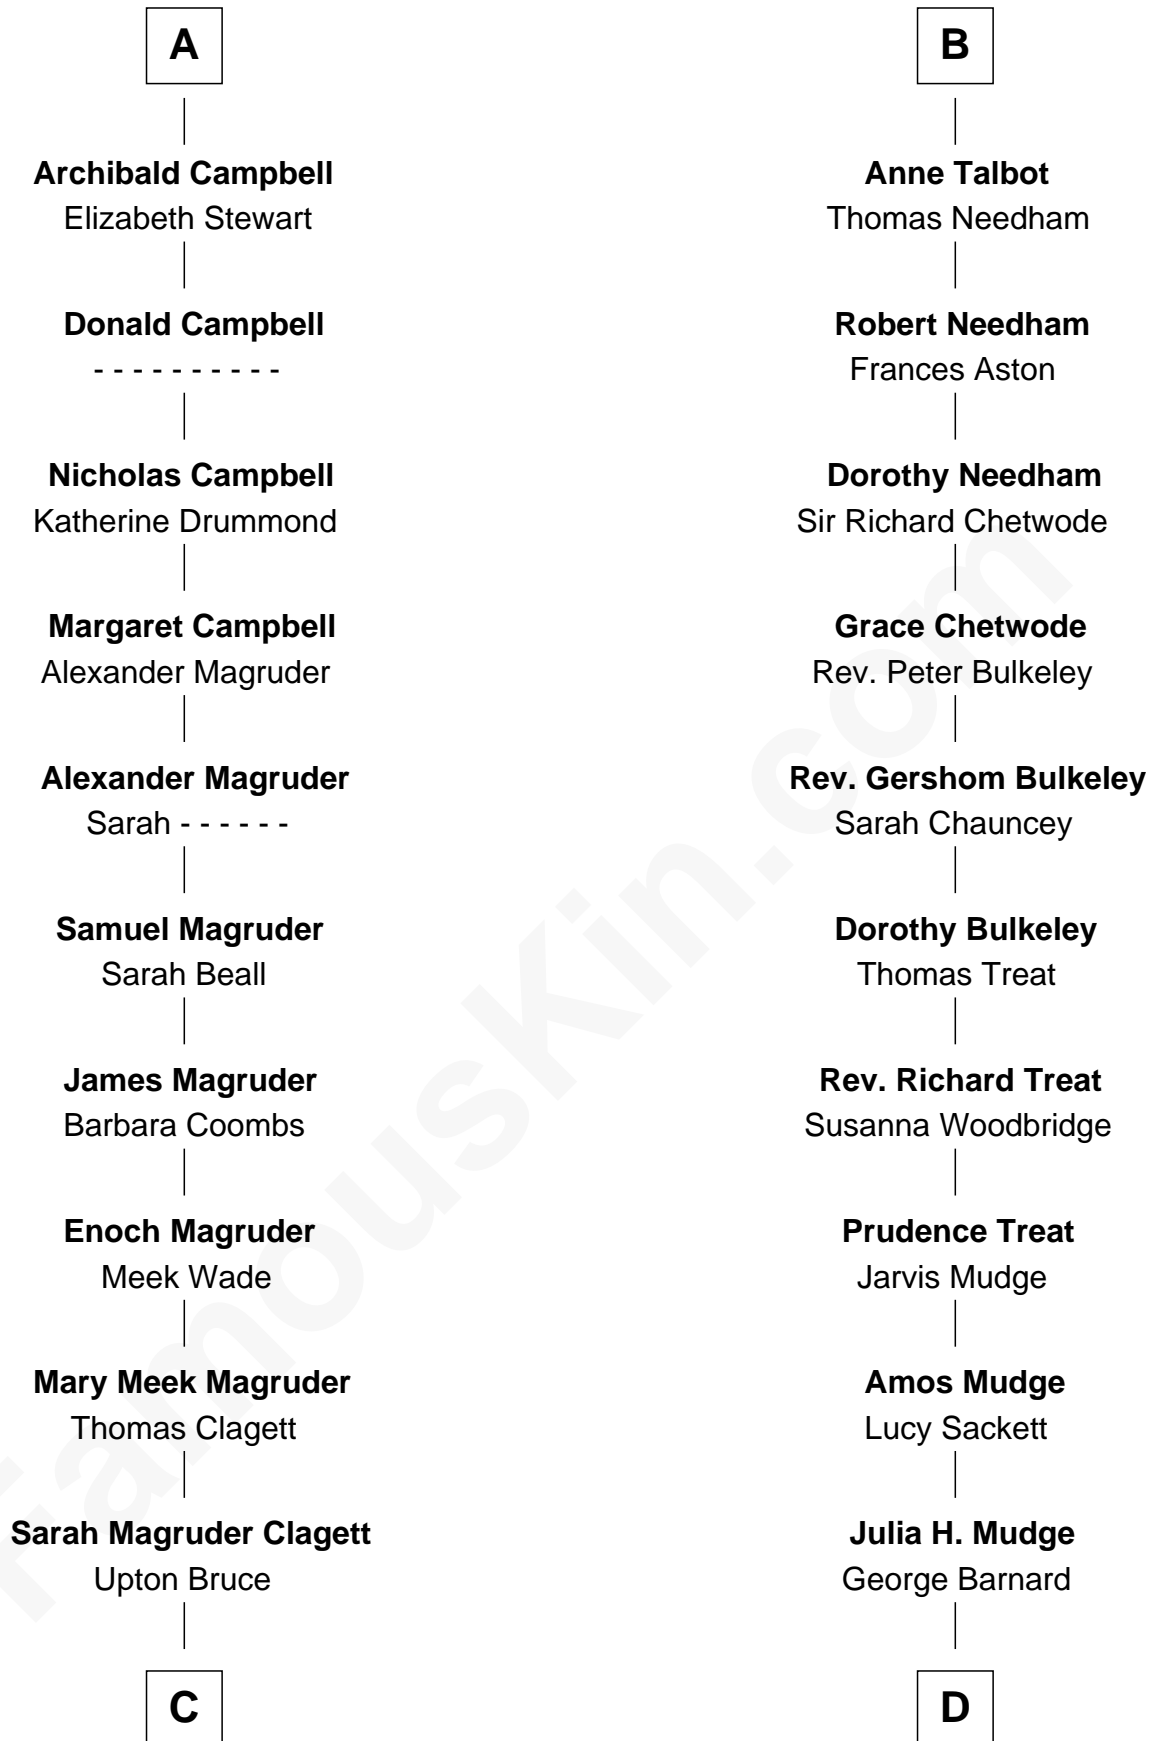 A
Archibald Campbell
Elizabeth Stewart
Donald Campbell
- - - - - - - - - -
Nicholas Campbell
Katherine Drummond
Margaret Campbell
Alexander Magruder
Alexander Magruder
Sarah - - - - - -
Samuel Magruder
Sarah Beall
James Magruder
Barbara Coombs
Enoch Magruder
Meek Wade
Mary Meek Magruder
Thomas Clagett
Sarah Magruder Clagett
Upton Bruce
C
B
Anne Talbot
Thomas Needham
Robert Needham
Frances Aston
Dorothy Needham
Sir Richard Chetwode
Grace Chetwode
Rev. Peter Bulkeley
Rev. Gershom Bulkeley
Sarah Chauncey
Dorothy Bulkeley
Thomas Treat
Rev. Richard Treat
Susanna Woodbridge
Prudence Treat
Jarvis Mudge
Amos Mudge
Lucy Sackett
Julia H. Mudge
George Barnard
D
FamousKin.com